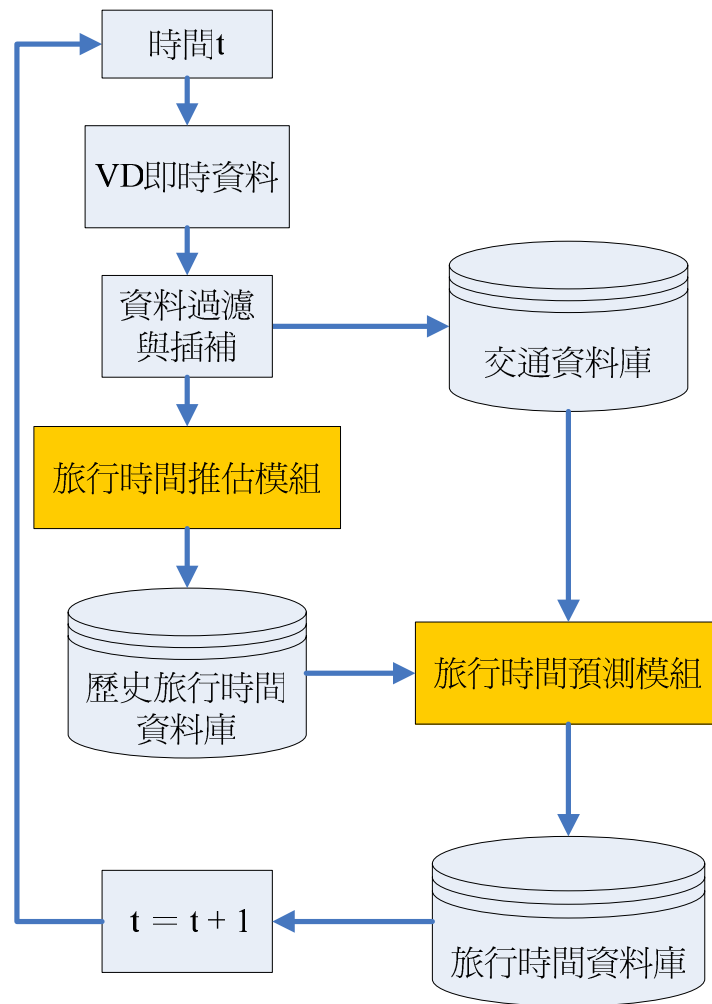 時間t
VD即時資料
資料過濾
與插補
交通資料庫
旅行時間推估模組
歷史旅行時間
資料庫
旅行時間預測模組
t = t + 1
旅行時間資料庫